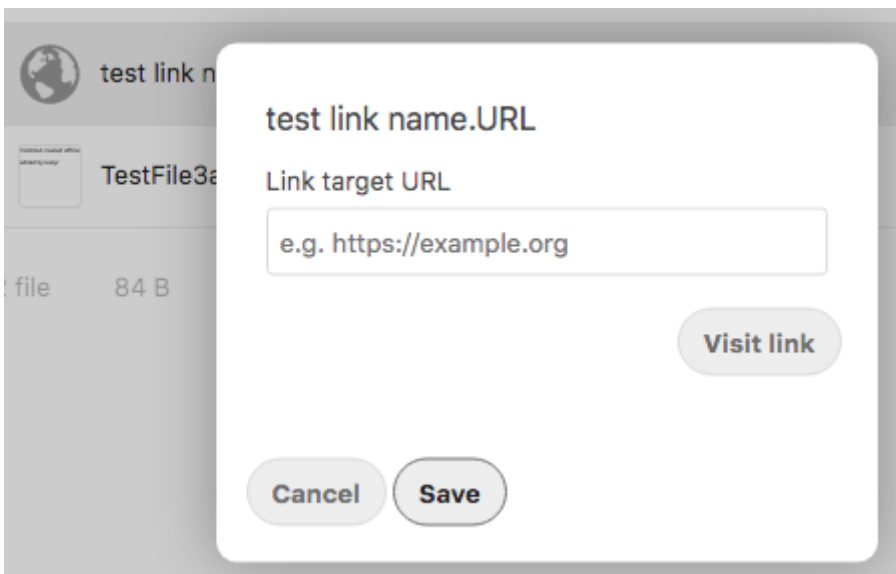 test link n
test link name.URL
Link target URL
e.g. https://example.org
TestFile3a
file
84 B
Visit link
Cancel
Save